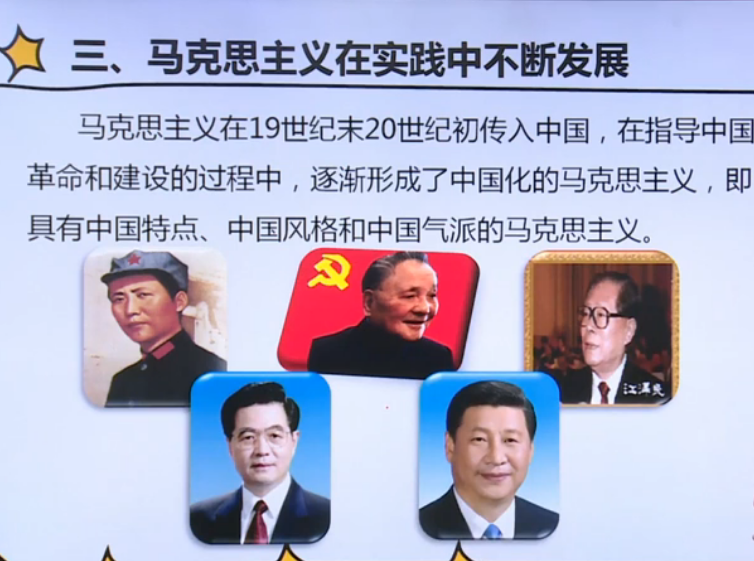 三、马克思主义在实践中不断发展
马克思主义在19世纪末20世纪初传入中国，在指导中国
革命和建设的过程中，逐渐形成了中国化的马克思主义，即
具有中国特点、中国风格和中国气派的马克思主义。
江泽民